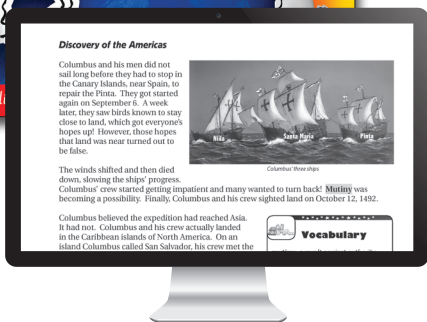 Discovery of the Americas
Columbus and his men did not
sail long before they had to stop in
the Canary Islands, near Spain, to
repair the Pinta. They got started
again on September 6. A week
later, they saw birds known to stay
close to land, which got everyone's
hopes up! However, those hopes
that land was near turned out to
be false.
Niña
Santa Maria
Pinta
Columbus' three ships
The winds shifted and then died
down, slowing the ships' progress.
Columbus' crew started getting impatient and many wanted to turn back! Mutiny was
becoming a possibility. Finally, Columbus and his crew sighted land on October 12, 1492.
Columbus believed the expedition had reached Asia.
It had not. Columbus and his crew actually landed
in the Caribbean islands of North America. On an
island Columbus called San Salvador, his crew met the
Vocabulary